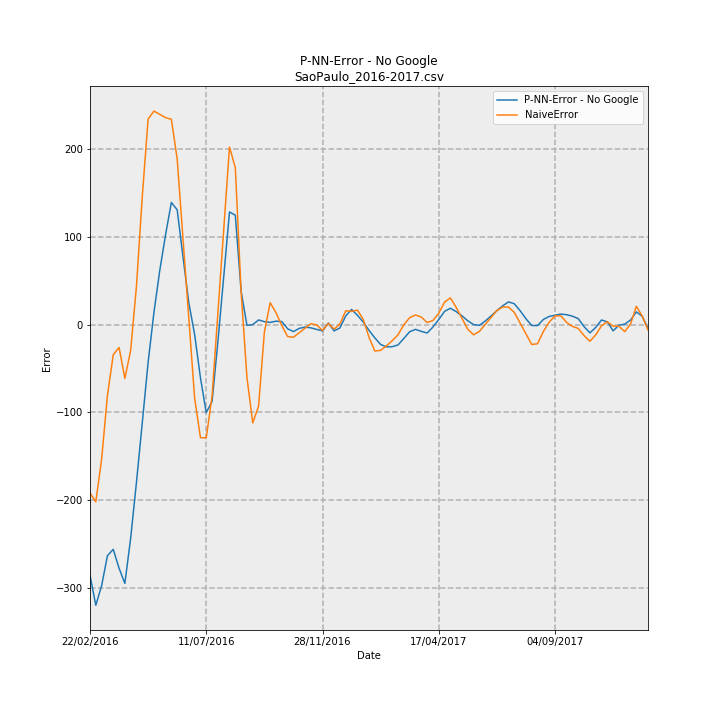 P-NN-Error - No Google
SaoPaulo_2016-2017.csv
P-NN-Error - No Google
NaiveError
200
100
0
−100
−200
−300
Error
22/02/2016
11/07/2016
28/11/2016
17/04/2017
04/09/2017
Date